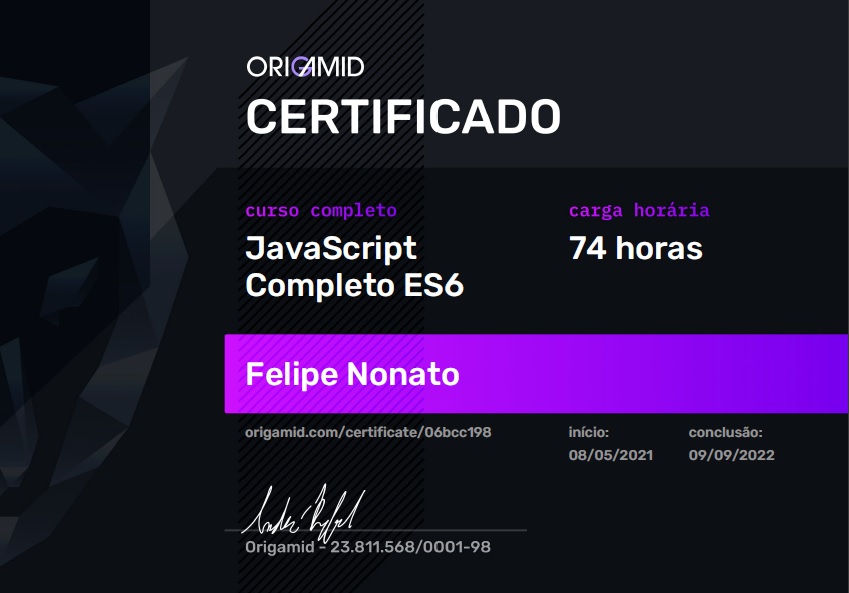 ORIGAMID
CERTIFICADO
curso completo
JavaScript
Completo ES6
carga horária
74 horas
Felipe Nonato
origamid.com/certificate/06bcc198
início:
08/05/2021
conclusão:
09/09/2022
Origamid - 23.811.568/0001-98